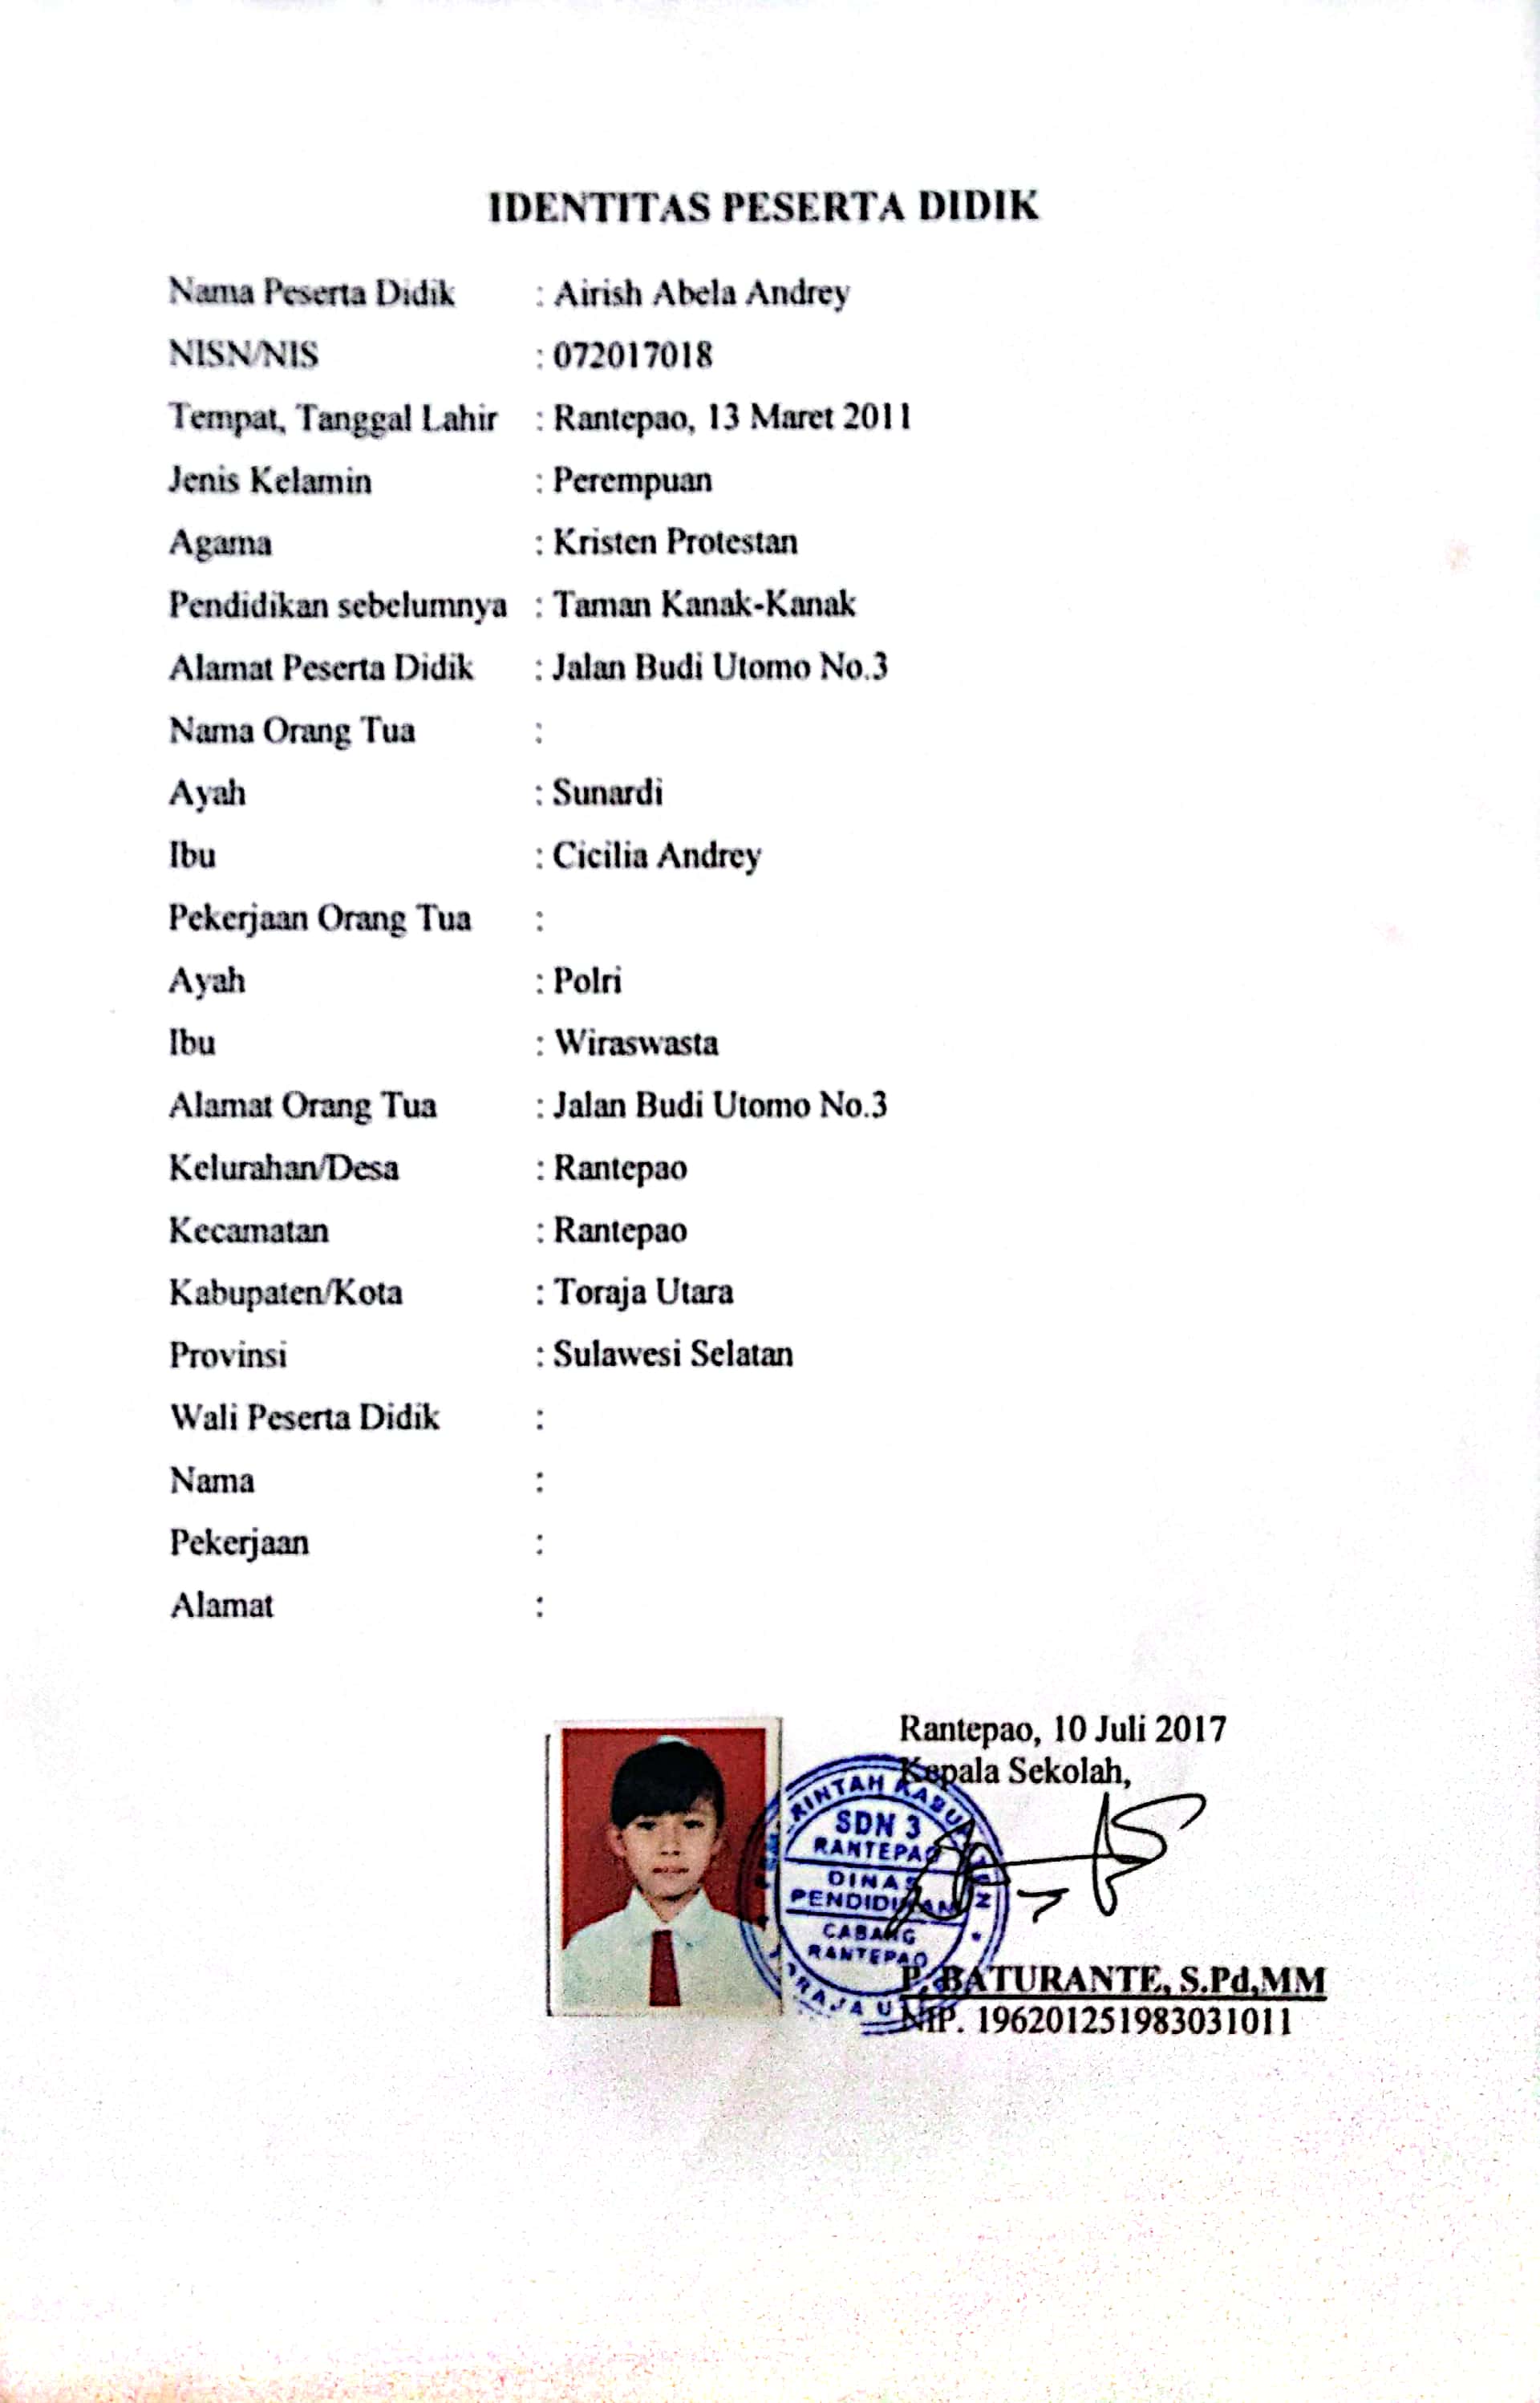 IDENTITAS PESERTA DIDIK
Nama Peserta Didik : Airish Abela Andrey
NISN/NIS : 072017018
Tempat, Tanggal Lahir : Rantepao, 13 Maret 2011
Jenis Kelamin : Perempuan
Agama : Kristen Protestan
Pendidikan sebelumnya : Taman Kanak-Kanak
Alamat Peserta Didik : Jalan Budi Utomo No.3
Nama Orang Tua :
Ayah : Sunardi
Ibu : Cicilia Andrey
Pekerjaan Orang Tua :
Ayah : Polri
Ibu : Wiraswasta
Alamat Orang Tua : Jalan Budi Utomo No.3
Kelurahan/Desa : Rantepao
Kecamatan : Rantepao
Kabupaten/Kota : Toraja Utara
Provinsi : Sulawesi Selatan
Wali Peserta Didik :
Nama :
Pekerjaan :
Alamat :
Rantepao, 10 Juli 2017
Kepala Sekolah,
SDN 3
RANTEPAO
DINAS
PENDIDIKAN
CABANG
RANTEPAO
P. BATURANTE, S.Pd,MM
NIP. 196201251983031011